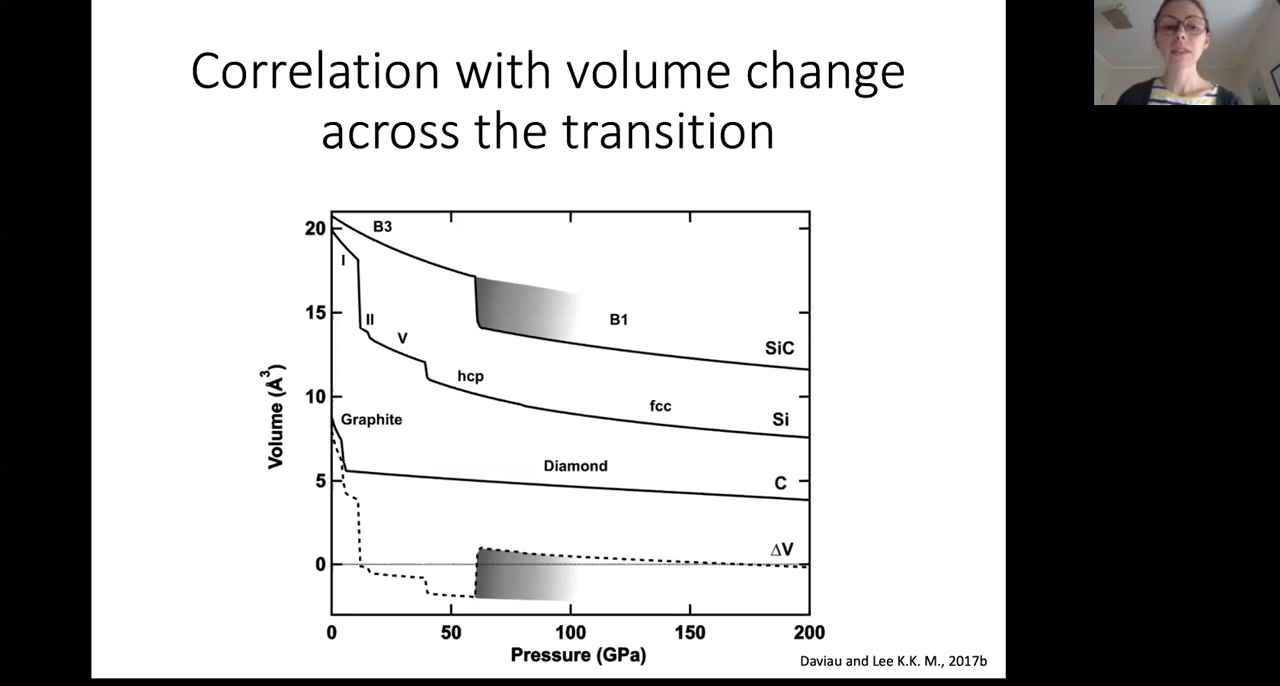 Correlation with volume change
across the transition
20
15
10
5
0
Volume (Å3)
B3
I
II
V
B1
SiC
hcp
fcc
Si
Graphite
Diamond
C
ΔV
0
50
100
150
200
Pressure (GPa)
Daviau and Lee K.K. M., 2017b